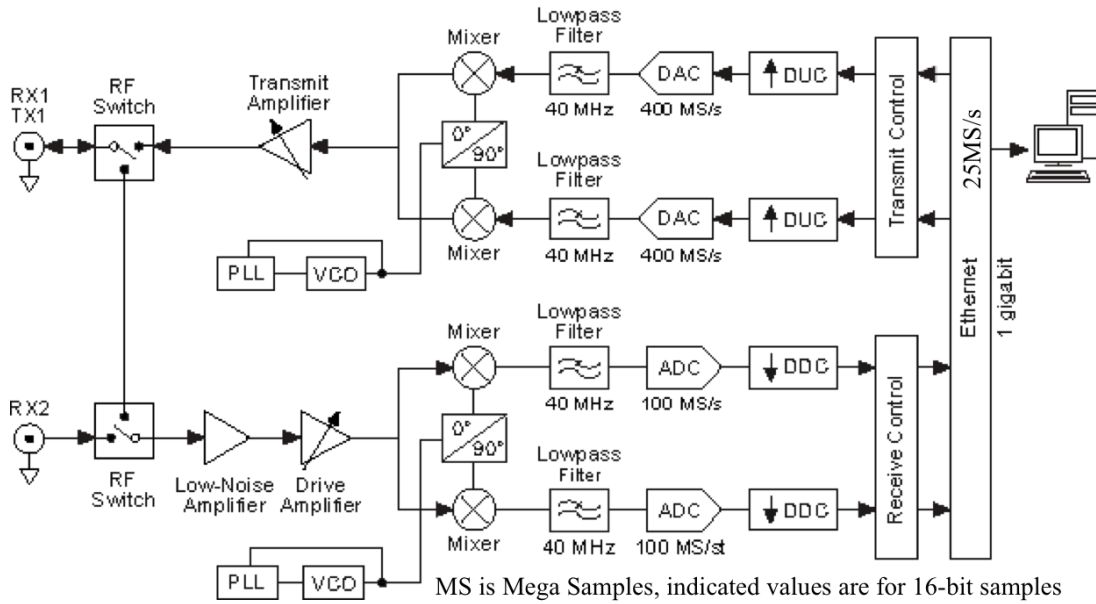 Lowpass
Filter
Mixer
DAC
DUC
40 MHz
400 MS/s
Transmit
Amplifier
RF
Switch
RX1
TX1
0°
90°
Lowpass
Filter
Mixer
DAC
DUC
40 MHz
400 MS/s
PLL
VCO
Transmit Control
25MS/s
Ethernet
1 gigabit
Lowpass
Filter
Mixer
ADC
DDC
40 MHz
100 MS/s
RX2
RF
Switch
Low-Noise
Amplifier
Drive
Amplifier
0°
90°
Lowpass
Filter
Mixer
ADC
DDC
40 MHz
100 MS/st
Receive Control
PLL
VCO
MS is Mega Samples, indicated values are for 16-bit samples